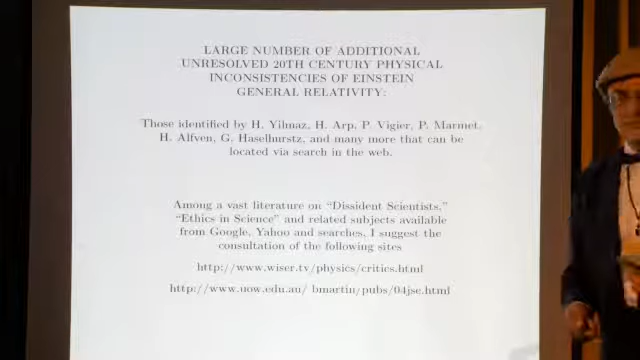 LARGE NUMBER OF ADDITIONAL
UNRESOLVED 20TH CENTURY PHYSICAL
INCONSISTENCIES OF EINSTEIN
GENERAL RELATIVITY:
Those identified by H. Yilmaz, H. Arp, P. Vigier, P. Marmet,
H. Alfven, G. Haselhurstz, and many more that can be
located via search in the web.
Among a vast literature on “Dissident Scientists,”
“Ethics in Science” and related subjects available
from Google, Yahoo and searches, I suggest the
consultation of the following sites
http://www.wiser.tv/physics/critics.html
http://www.uow.edu.au/ bmartin/pubs/04jse.html